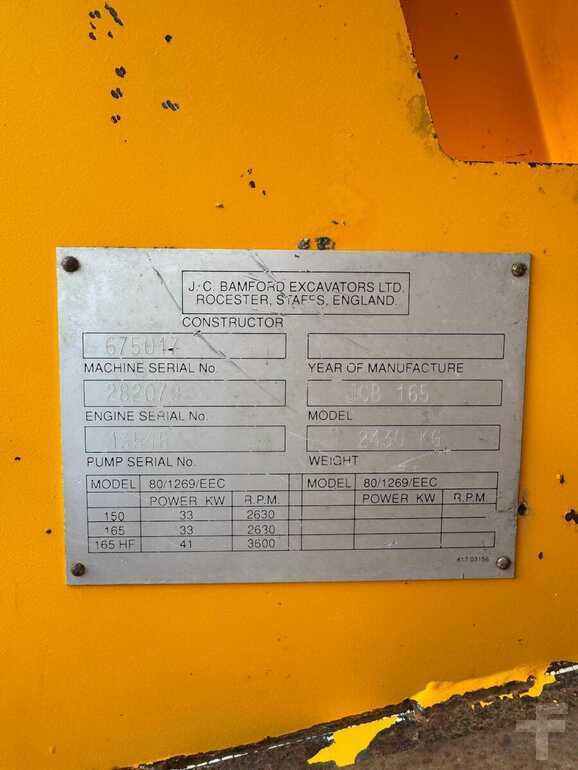 J.C. BAMFORD EXCAVATORS LTD.
ROCESTER, STAFFS, ENGLAND.
CONSTRUCTOR
MACHINE SERIAL No.
YEAR OF MANUFACTURE
JCB 165
ENGINE SERIAL No.
MODEL
2430 KG
PUMP SERIAL No.
WEIGHT
MODEL 80/1269/EEC MODEL 80/1269/EEC
POWER KW R.P.M. POWER KW R.P.M
150 33 2630
165 33 2630
165 HF 41 3600
417 03156